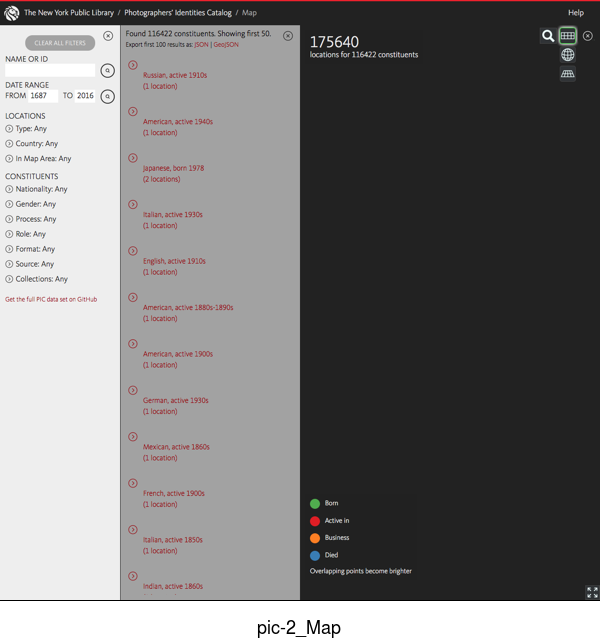 The New York Public Library / Photographers' Identities Catalog / Map
Help
CLEAR ALL FILTERS
NAME OR ID
DATE RANGE
FROM 1687 TO 2016
LOCATIONS
Type: Any
Country: Any
In Map Area: Any
CONSTITUENTS
Nationality: Any
Gender: Any
Process: Any
Role: Any
Format: Any
Source: Any
Collections: Any
Get the full PIC data set on GitHub
Found 116422 constituents. Showing first 50.
Export first 100 results as: JSON | GeoJSON
Russian, active 1910s
(1 location)
American, active 1940s
(1 location)
Japanese, born 1978
(2 locations)
Italian, active 1930s
(1 location)
English, active 1910s
(1 location)
American, active 1880s-1890s
(1 location)
American, active 1900s
(1 location)
German, active 1930s
(1 location)
Mexican, active 1860s
(1 location)
French, active 1900s
(1 location)
Italian, active 1850s
(1 location)
Indian, active 1860s
175640
locations for 116422 constituents
Born
Active in
Business
Died
Overlapping points become brighter
pic-2_Map